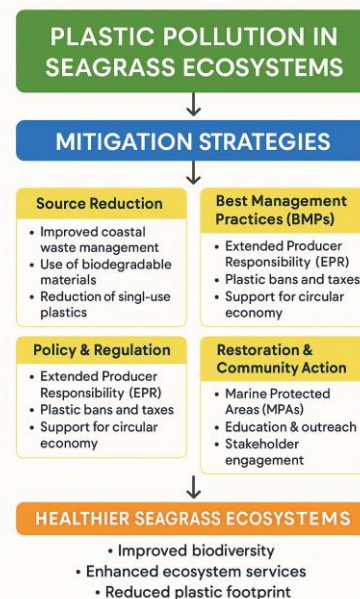 PLASTIC POLLUTION IN
SEAGRASS ECOSYSTEMS
MITIGATION STRATEGIES
Source Reduction
• Improved coastal
waste management
• Use of biodegradable
materials
• Reduction of singl-use
plastics
Best Management
Practices (BMPs)
• Extended Producer
Responsibility (EPR)
• Plastic bans and taxes
• Support for circular
economy
Policy & Regulation
• Extended Producer
Responsibility (EPR)
• Plastic bans and taxes
• Support for circular
economy
Restoration &
Community Action
• Marine Protected
Areas (MPAs)
• Education & outreach
• Stakeholder
engagement
HEALTHIER SEAGRASS ECOSYSTEMS
• Improved biodiversity
• Enhanced ecosystem services
• Reduced plastic footprint